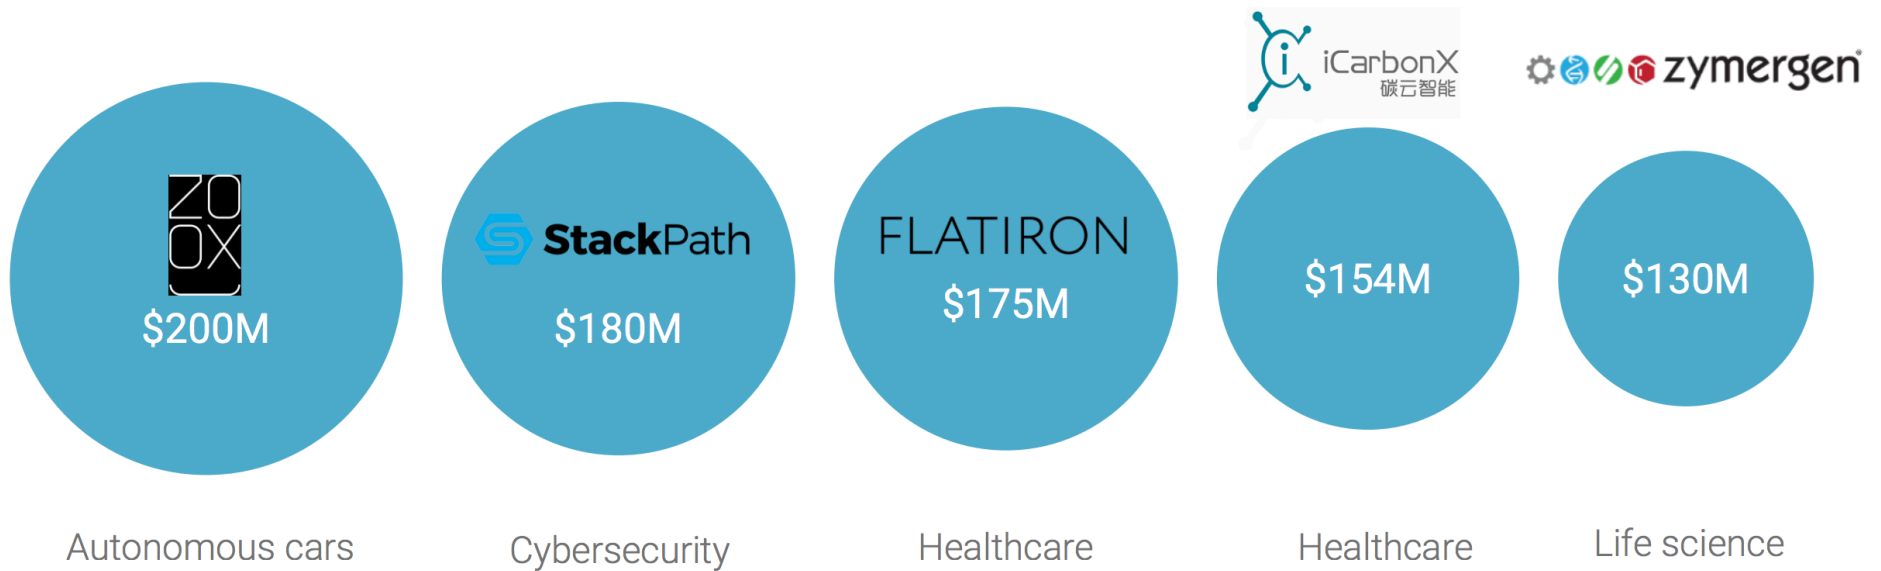 ZO
OX
$200M
Autonomous cars
StackPath
$180M
Cybersecurity
FLATIRON
$175M
Healthcare
iCarbonX
碳云智能
$154M
Healthcare
zymergen
$130M
Life science